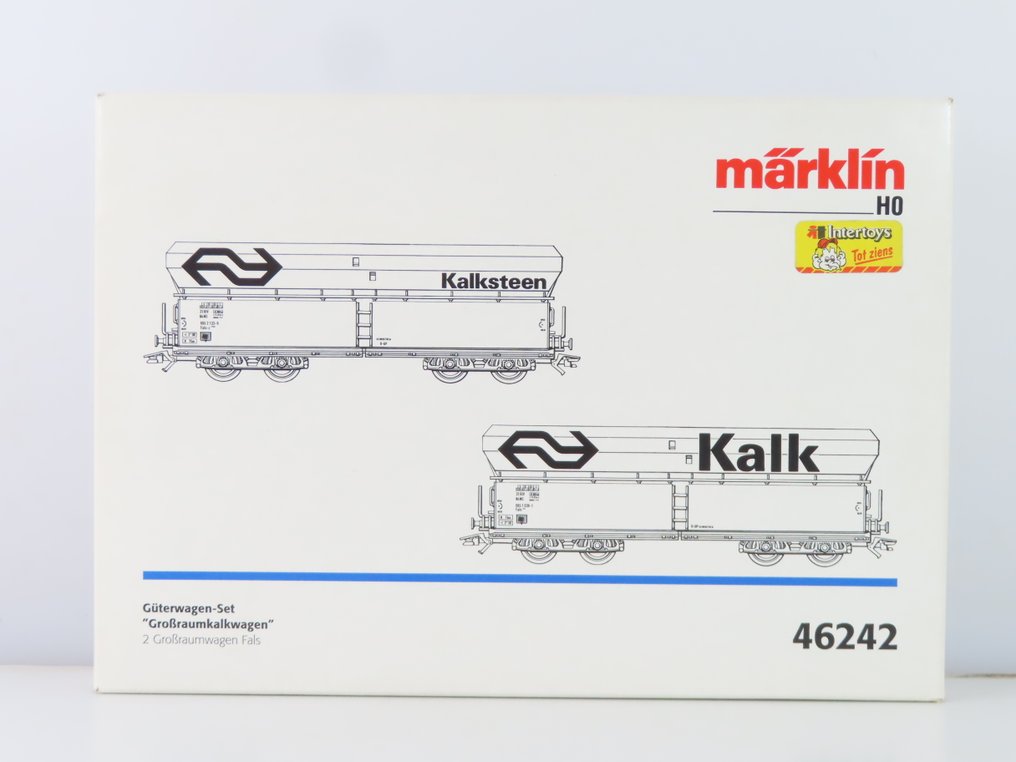 märklin
H0
Intertoys
Tot ziens
Kalksteen
Kalk
Güterwagen-Set
"Großraumkalkwagen"
2 Großraumwagen Fals
46242